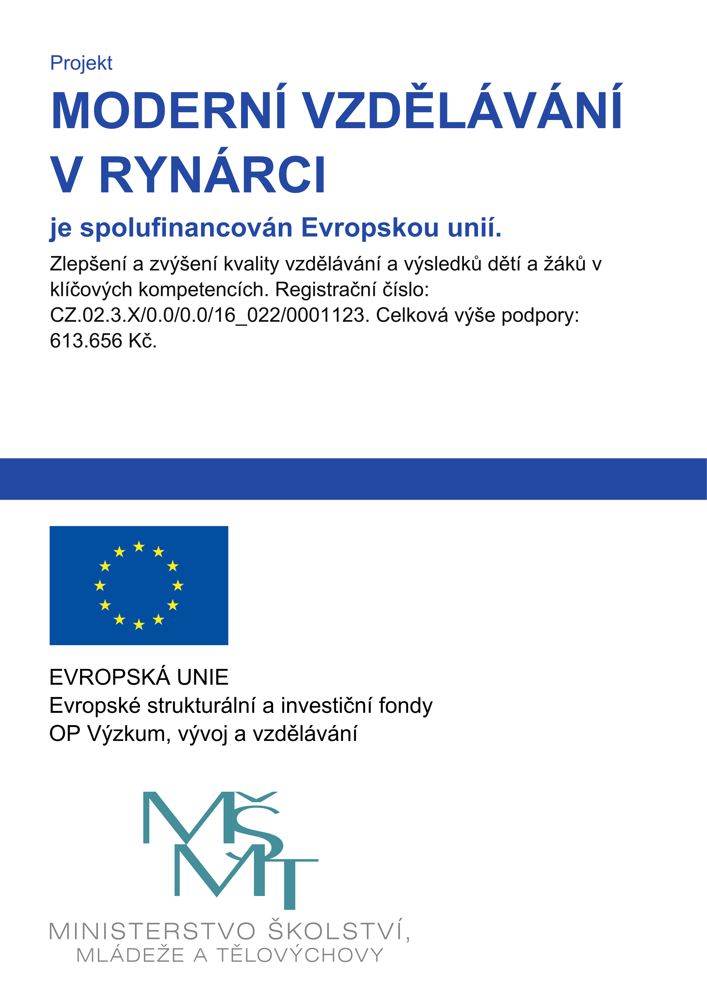 Projekt
MODERNÍ VZDĚLÁVÁNÍ
V RYNÁRCI
je spolufinancován Evropskou unií.
Zlepšení a zvýšení kvality vzdělávání a výsledků dětí a žáků v
klíčových kompetencích. Registrační číslo:
CZ.02.3.X/0.0/0.0/16_022/0001123. Celková výše podpory:
613.656 Kč.
EVROPSKÁ UNIE
Evropské strukturální a investiční fondy
OP Výzkum, vývoj a vzdělávání
MŠ
MT
MINISTERSTVO ŠKOLSTVÍ,
MLÁDEŽE A TĚLOVÝCHOVY